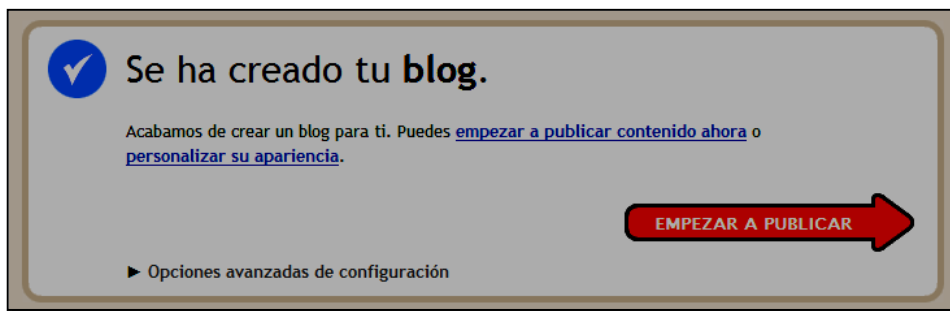 Se ha creado tu blog.
Acabamos de crear un blog para ti. Puedes empezar a publicar contenido ahora o
personalizar su apariencia.
EMPEZAR A PUBLICAR
► Opciones avanzadas de configuración